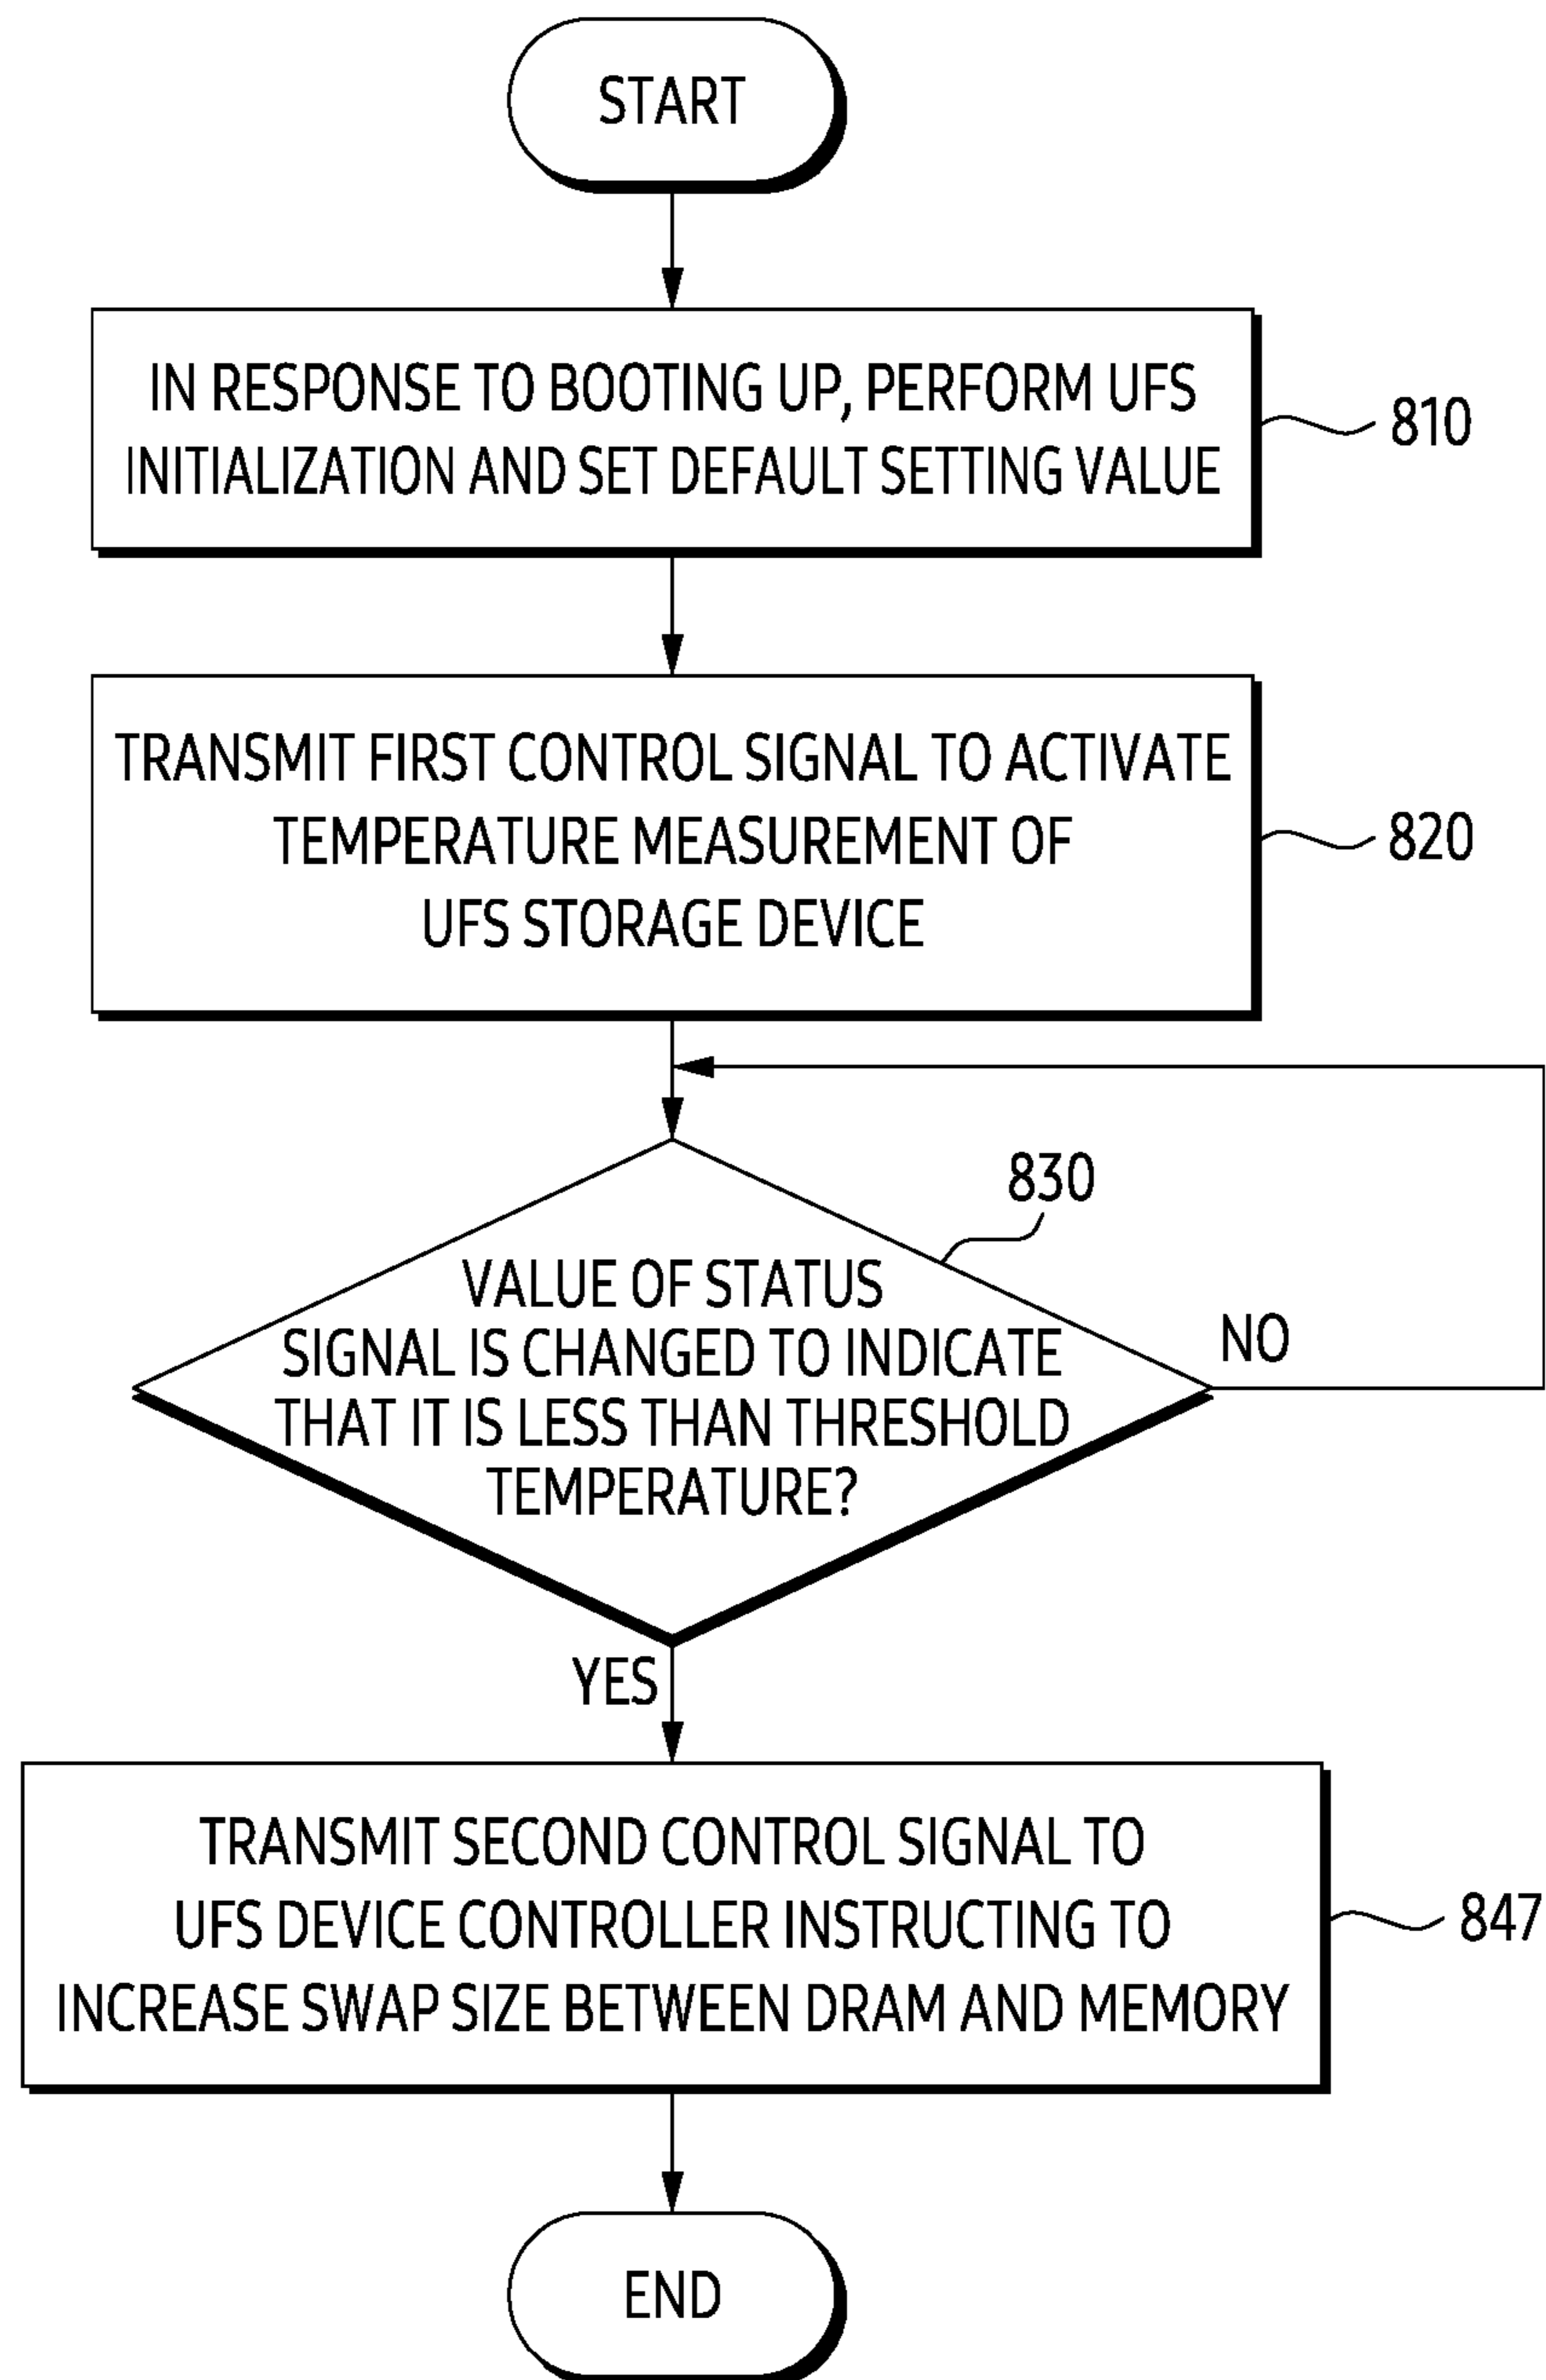 START
IN RESPONSE TO BOOTING UP, PERFORM UFS
INITIALIZATION AND SET DEFAULT SETTING VALUE
810
TRANSMIT FIRST CONTROL SIGNAL TO ACTIVATE
TEMPERATURE MEASUREMENT OF
UFS STORAGE DEVICE
820
830
VALUE OF STATUS
SIGNAL IS CHANGED TO INDICATE
THAT IT IS LESS THAN THRESHOLD
TEMPERATURE?
NO
YES
TRANSMIT SECOND CONTROL SIGNAL TO
UFS DEVICE CONTROLLER INSTRUCTING TO
INCREASE SWAP SIZE BETWEEN DRAM AND MEMORY
847
END